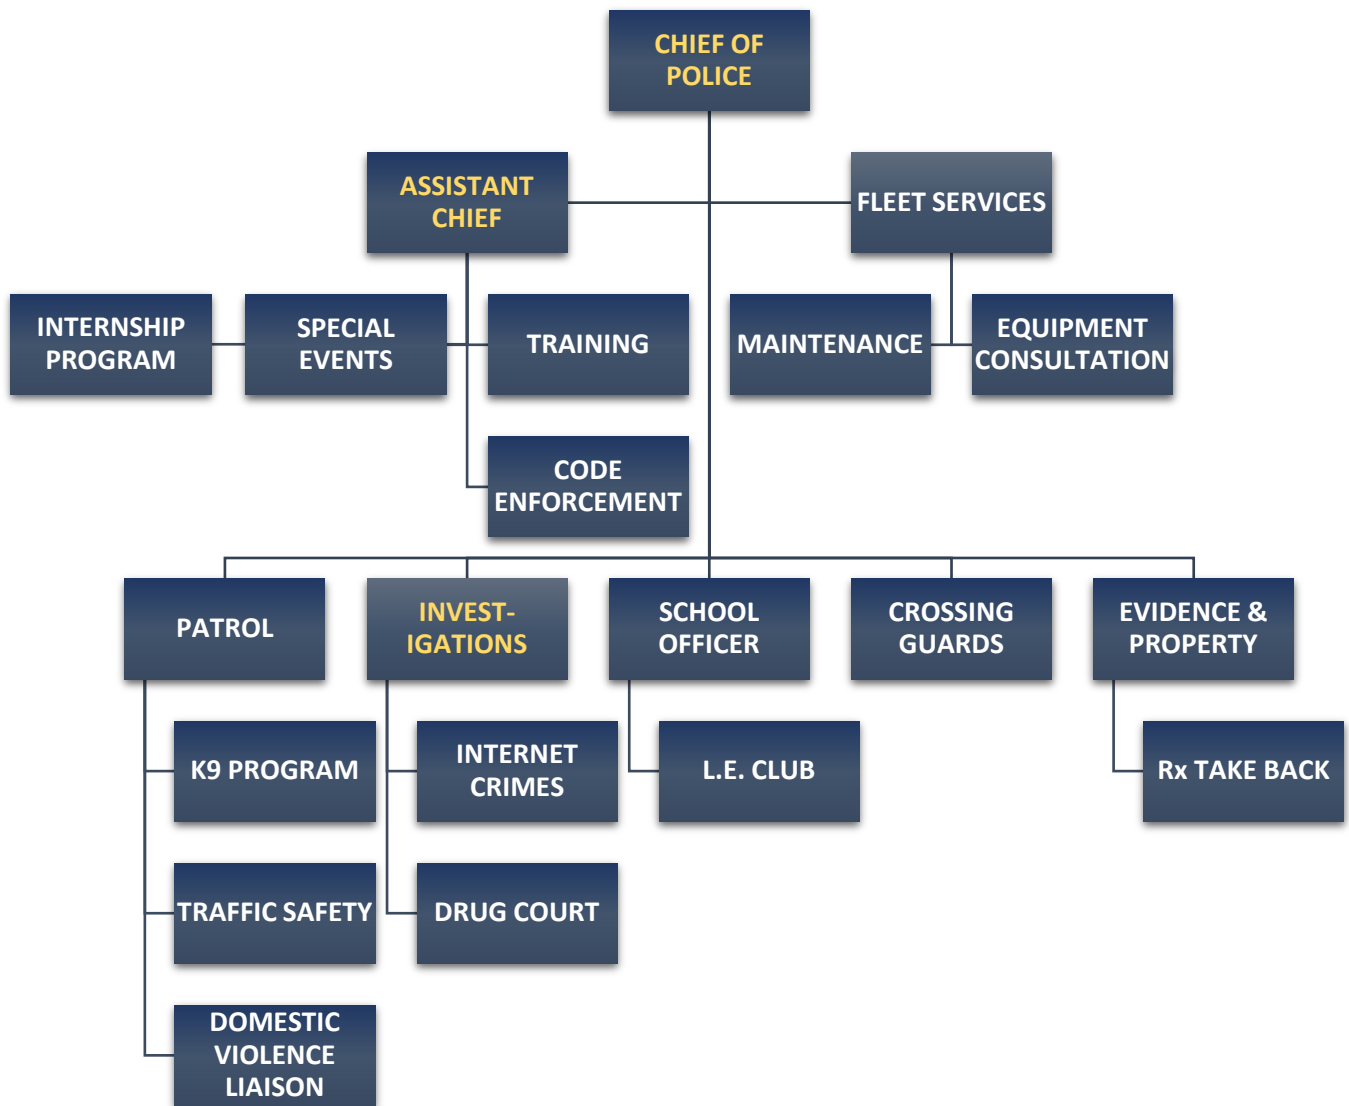 CHIEF OF
POLICE
ASSISTANT
CHIEF
FLEET SERVICES
INTERNSHIP
PROGRAM
SPECIAL
EVENTS
TRAINING
MAINTENANCE
EQUIPMENT
CONSULTATION
CODE
ENFORCEMENT
PATROL
INVEST-
IGATIONS
SCHOOL
OFFICER
CROSSING
GUARDS
EVIDENCE &
PROPERTY
K9 PROGRAM
INTERNET
CRIMES
L.E. CLUB
Rx TAKE BACK
TRAFFIC SAFETY
DRUG COURT
DOMESTIC
VIOLENCE
LIAISON